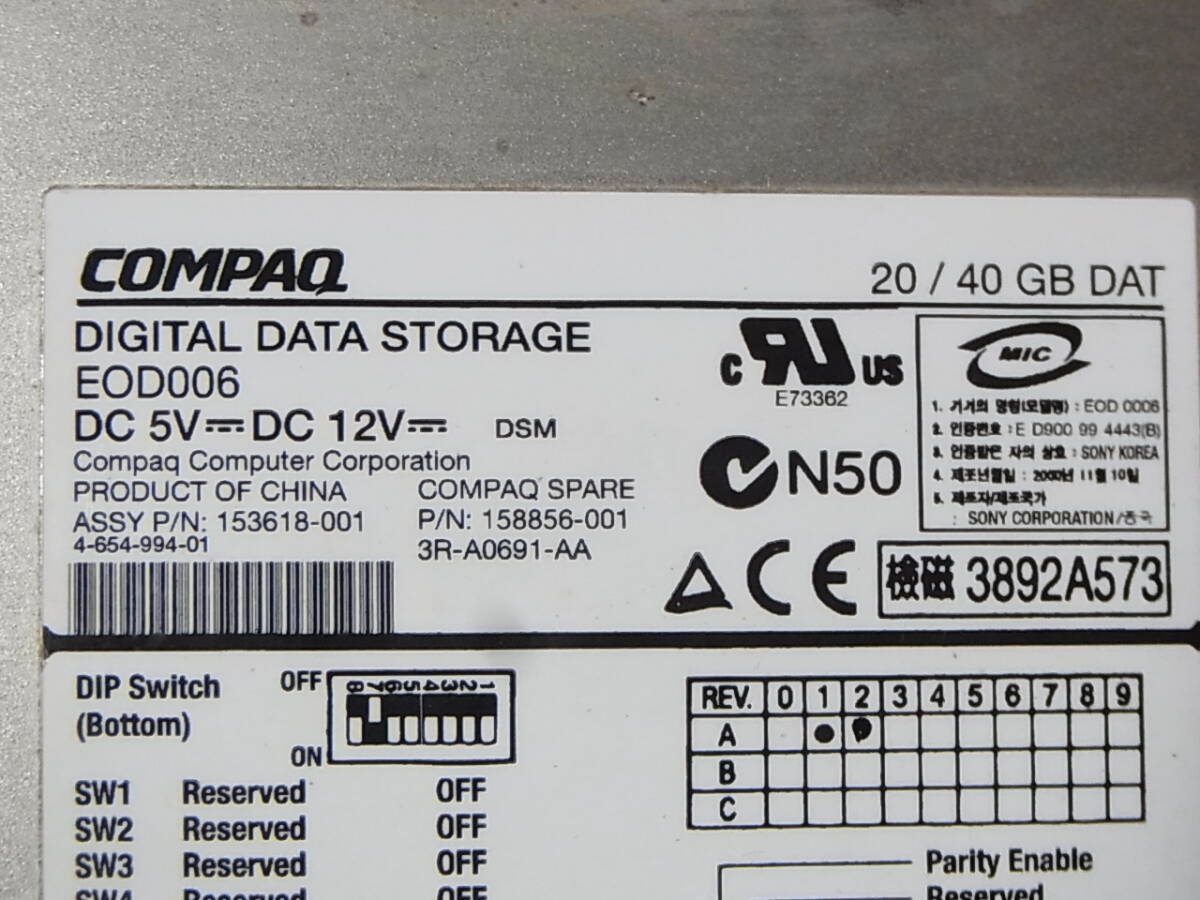 COMPAQ
20 / 40 GB DAT
DIGITAL DATA STORAGE
EOD006
DC 5V⎓DC 12V⎓ DSM
Compaq Computer Corporation
PRODUCT OF CHINA
ASSY P/N: 153618-001
4-654-994-01
COMPAQ SPARE
P/N: 158856-001
3R-A0691-AA
C UR US
E73362
N50
CE
MIC
1. 기기의 명칭(모델명) : EOD 0006
2. 인증번호 : E D900 99 4443(B)
3. 인증받은 자의 상호 : SONY KOREA
4. 제조년월일 : 2000년 11월 10일
5. 제조자/제조국가
: SONY CORPORATION/중국
檢磁 3892A573
DIP Switch
(Bottom)
OFF
8 7 6 5 4 3 2 1
ON
SW1 Reserved OFF
SW2 Reserved OFF
SW3 Reserved OFF
SW4 Reserved OFF
REV. 0 1 2 3 4 5 6 7 8 9
A
B
C
Parity Enable
Reserved